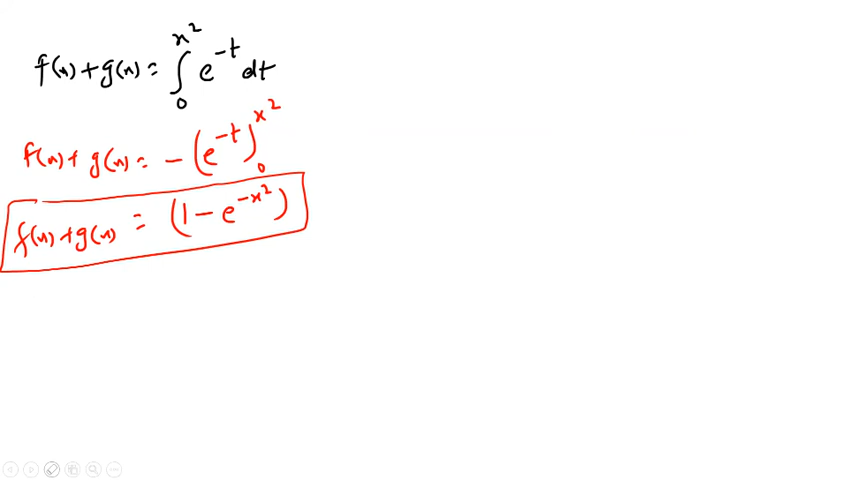 f(x) + g(x) = ∫₀^{x²} e^{-t} dt
f(x) + g(x) = - (e^{-t})₀^{x²}
f(x) + g(x) = (1 - e^{-x²})